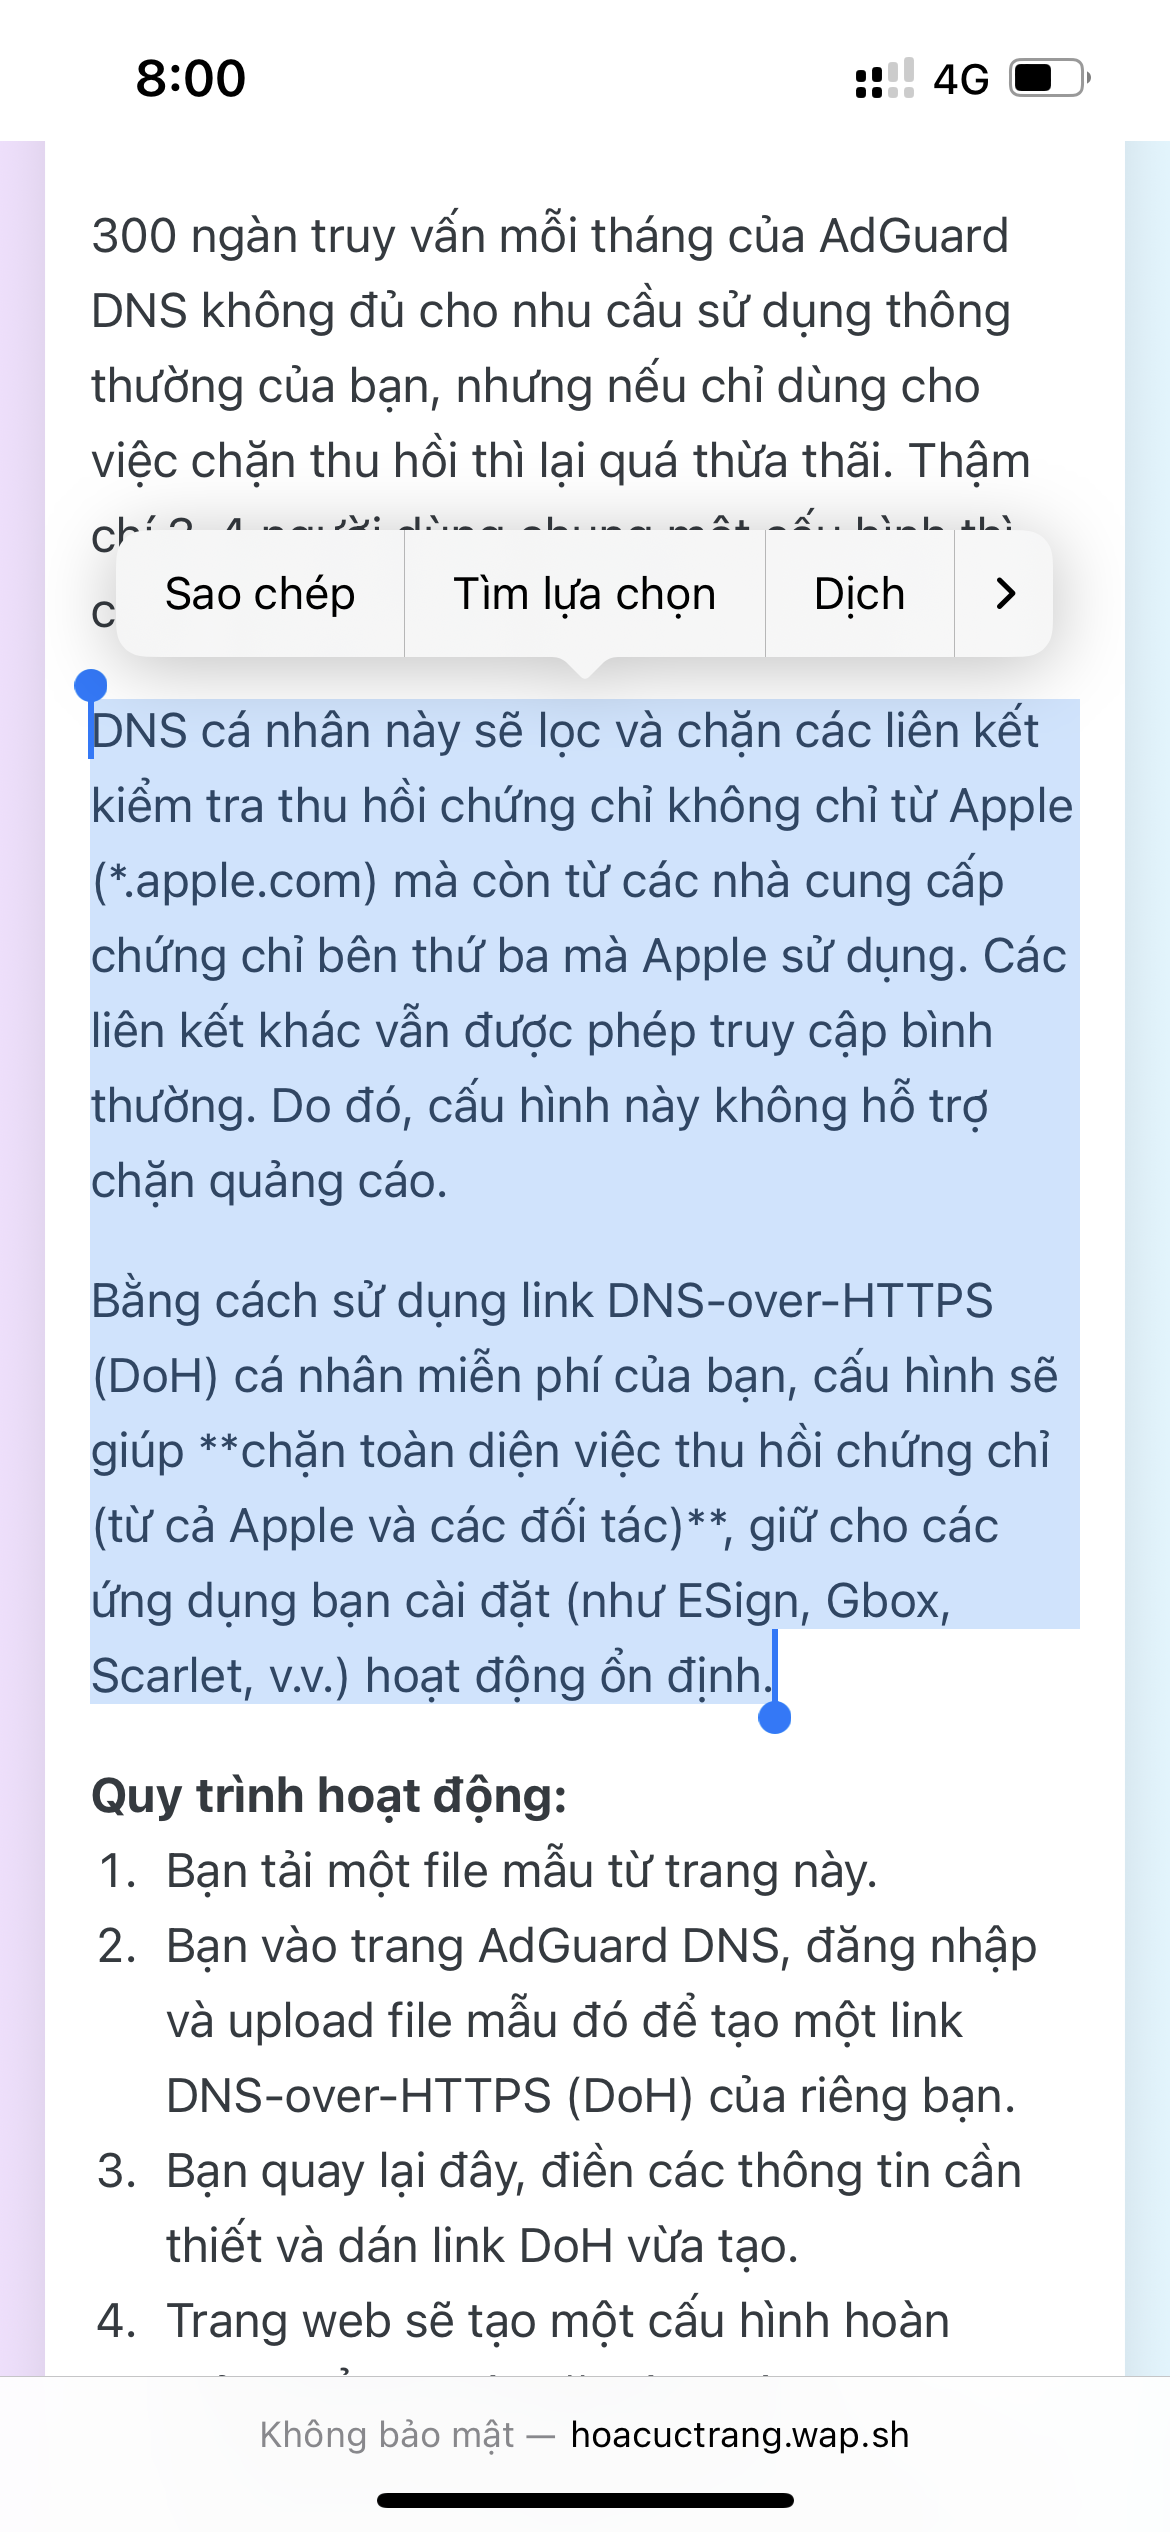 8:00
4G
300 ngàn truy vấn mỗi tháng của AdGuard
DNS không đủ cho nhu cầu sử dụng thông
thường của bạn, nhưng nếu chỉ dùng cho
việc chặn thu hồi thì lại quá thừa thãi. Thậm
chí 3-4 người dùng chung một cấu hình thì
Sao chép
Tìm lựa chọn
Dịch
DNS cá nhân này sẽ lọc và chặn các liên kết
kiểm tra thu hồi chứng chỉ không chỉ từ Apple
(*.apple.com) mà còn từ các nhà cung cấp
chứng chỉ bên thứ ba mà Apple sử dụng. Các
liên kết khác vẫn được phép truy cập bình
thường. Do đó, cấu hình này không hỗ trợ
chặn quảng cáo.
Bằng cách sử dụng link DNS-over-HTTPS
(DoH) cá nhân miễn phí của bạn, cấu hình sẽ
giúp **chặn toàn diện việc thu hồi chứng chỉ
(từ cả Apple và các đối tác)**, giữ cho các
ứng dụng bạn cài đặt (như ESign, Gbox,
Scarlet, v.v.) hoạt động ổn định.
Quy trình hoạt động:
1. Bạn tải một file mẫu từ trang này.
2. Bạn vào trang AdGuard DNS, đăng nhập
và upload file mẫu đó để tạo một link
DNS-over-HTTPS (DoH) của riêng bạn.
3. Bạn quay lại đây, điền các thông tin cần
thiết và dán link DoH vừa tạo.
4. Trang web sẽ tạo một cấu hình hoàn
Không bảo mật — hoacuctrang.wap.sh